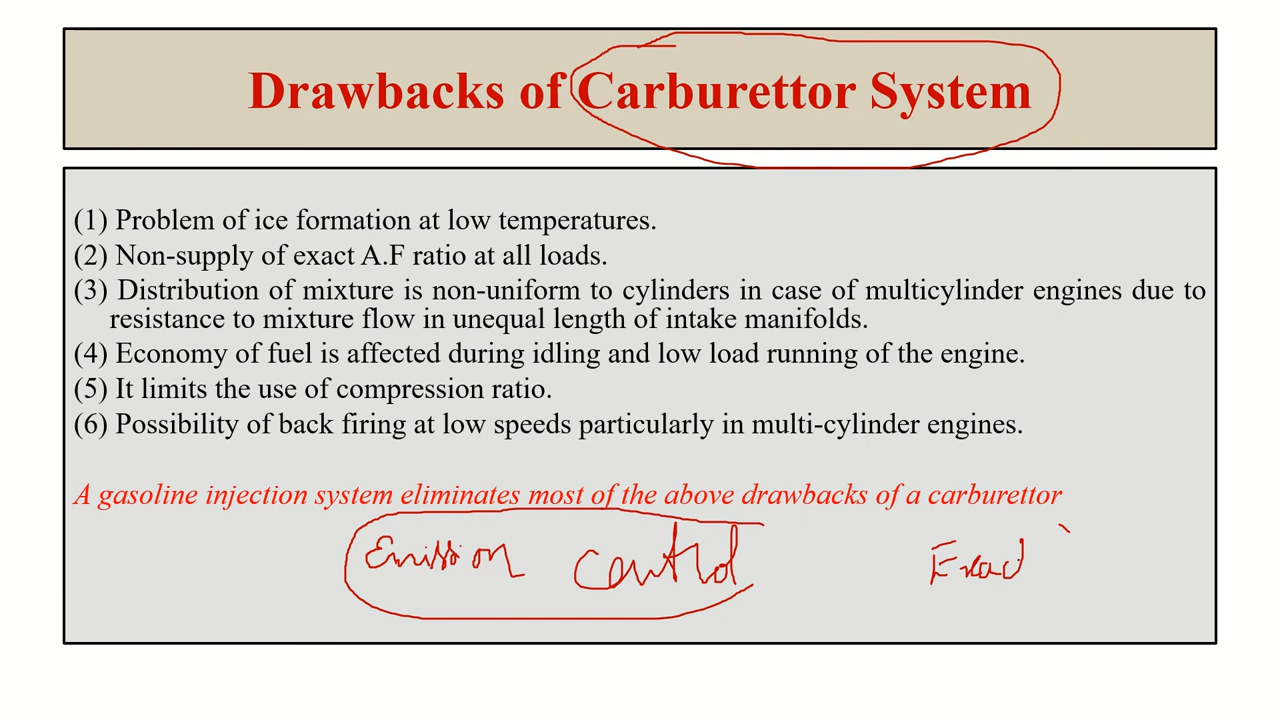 Drawbacks of Carburettor System
(1) Problem of ice formation at low temperatures.
(2) Non-supply of exact A.F ratio at all loads.
(3) Distribution of mixture is non-uniform to cylinders in case of multicylinder engines due to
resistance to mixture flow in unequal length of intake manifolds.
(4) Economy of fuel is affected during idling and low load running of the engine.
(5) It limits the use of compression ratio.
(6) Possibility of back firing at low speeds particularly in multi-cylinder engines.
A gasoline injection system eliminates most of the above drawbacks of a carburettor
Emission control